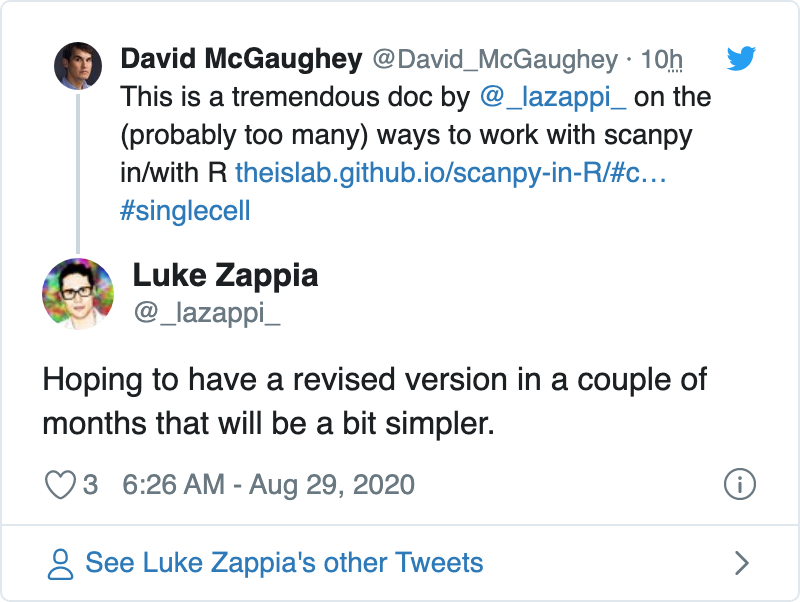 David McGaughey @David_McGaughey · 10h
This is a tremendous doc by @_lazappi_ on the
(probably too many) ways to work with scanpy
in/with R theislab.github.io/scanpy-in-R/#c…
#singlecell
Luke Zappia
@_lazappi_
Hoping to have a revised version in a couple of
months that will be a bit simpler.
3 6:26 AM - Aug 29, 2020
See Luke Zappia's other Tweets